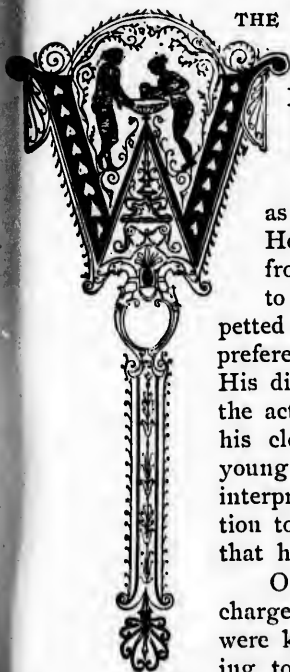 THE
W
as
He
fro
to
petted
prefere
His di
the act
his clo
young
interpr
tion to
that h
O
charge
were k
ing to